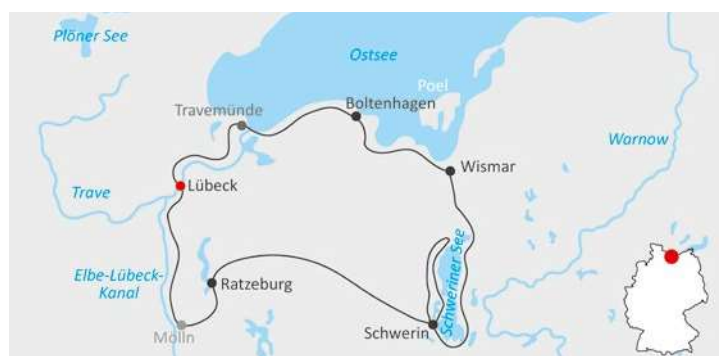 Plöner See
Ostsee
Poel
Travemünde
Boltenhagen
Warnow
Wismar
Trave
Lübeck
Schweriner See
Elbe-Lübeck-
Kanal
Ratzeburg
Mölln
Schwerin